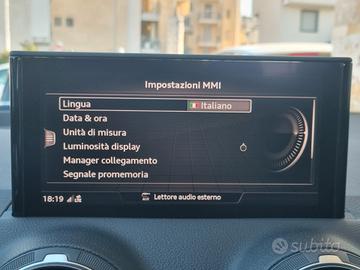 Impostazioni MMI
Lingua Italiano
Data & ora
Unità di misura
Luminosità display
Manager collegamento
Segnale promemoria
18:19 Lettore audio esterno
subito